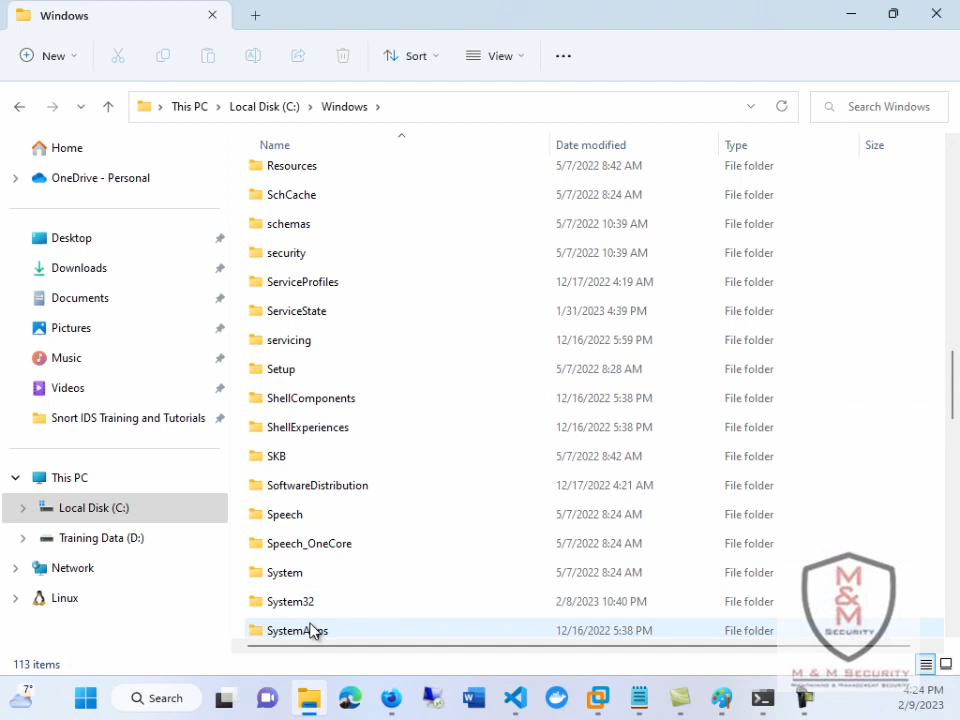 Windows
New
Sort
View
This PC
Local Disk (C:)
Windows
Search Windows
Home
OneDrive - Personal
Desktop
Downloads
Documents
Pictures
Music
Videos
Snort IDS Training and Tutorials
This PC
Local Disk (C:)
Training Data (D:)
Network
Linux
Name Date modified Type Size
Resources 5/7/2022 8:42 AM File folder
SchCache 5/7/2022 8:24 AM File folder
schemas 5/7/2022 10:39 AM File folder
security 5/7/2022 10:39 AM File folder
ServiceProfiles 12/17/2022 4:19 AM File folder
ServiceState 1/31/2023 4:39 PM File folder
servicing 12/16/2022 5:59 PM File folder
Setup 5/7/2022 8:28 AM File folder
ShellComponents 12/16/2022 5:38 PM File folder
ShellExperiences 12/16/2022 5:38 PM File folder
SKB 5/7/2022 8:42 AM File folder
SoftwareDistribution 12/17/2022 4:21 AM File folder
Speech 5/7/2022 8:24 AM File folder
Speech_OneCore 5/7/2022 8:24 AM File folder
System 5/7/2022 8:24 AM File folder
System32 2/8/2023 10:40 PM File folder
SystemApps 12/16/2022 5:38 PM File folder
M
&
M
SECURITY
M & M SECURITY
113 items
7°
Search
4:24 PM
2/9/2023